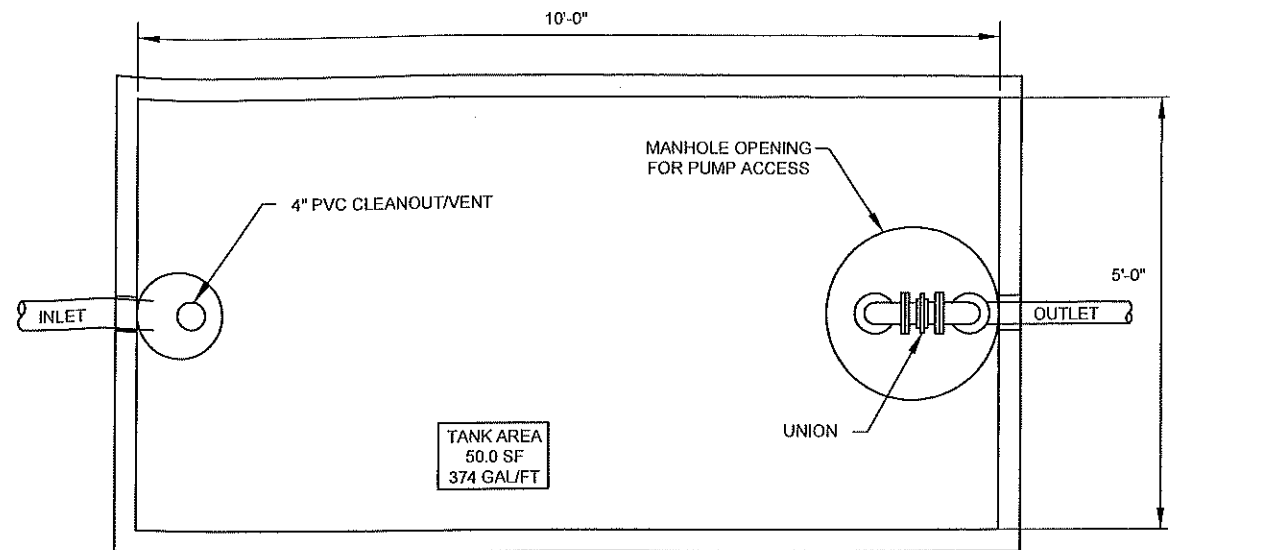 10'-0"
MANHOLE OPENING
FOR PUMP ACCESS
4" PVC CLEANOUT/VENT
5'-0"
INLET
OUTLET
UNION
TANK AREA
50.0 SF
374 GAL/FT